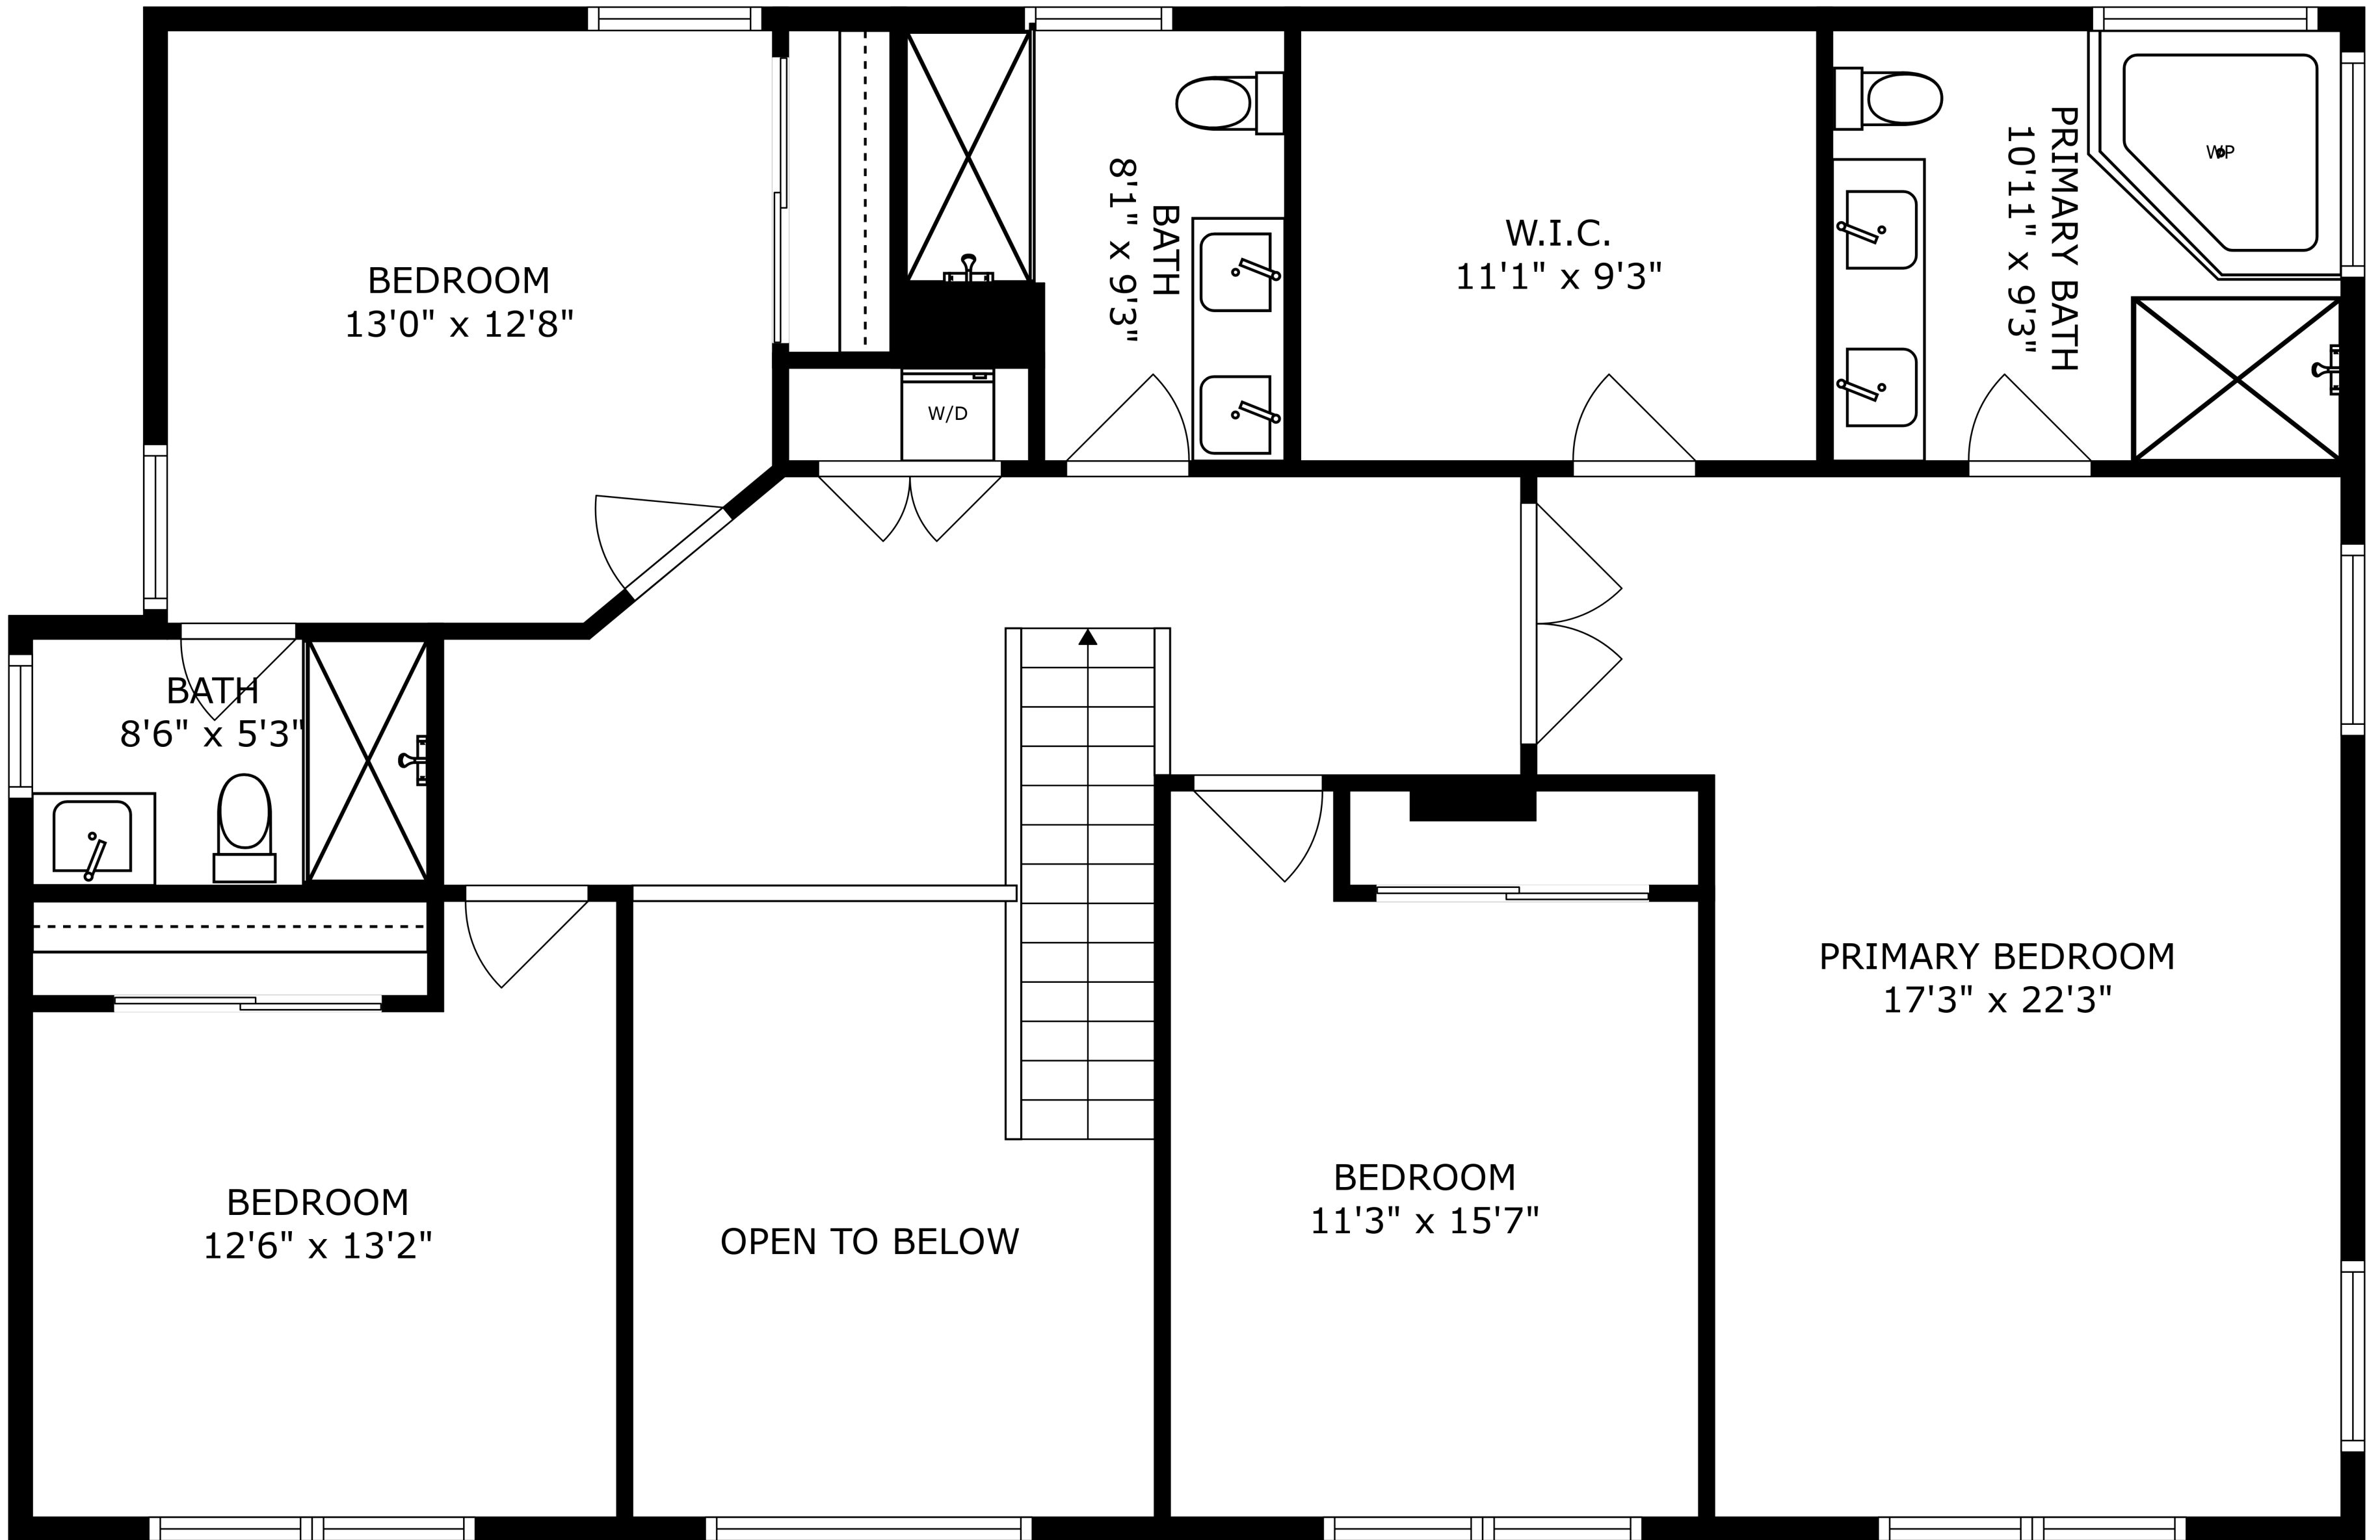 BEDROOM
13'0" x 12'8"
BATH
8'1" x 9'3"
W.I.C.
11'1" x 9'3"
PRIMARY BATH
10'11" x 9'3"
WP
W/D
BATH
8'6" x 5'3"
PRIMARY BEDROOM
17'3" x 22'3"
BEDROOM
12'6" x 13'2"
OPEN TO BELOW
BEDROOM
11'3" x 15'7"